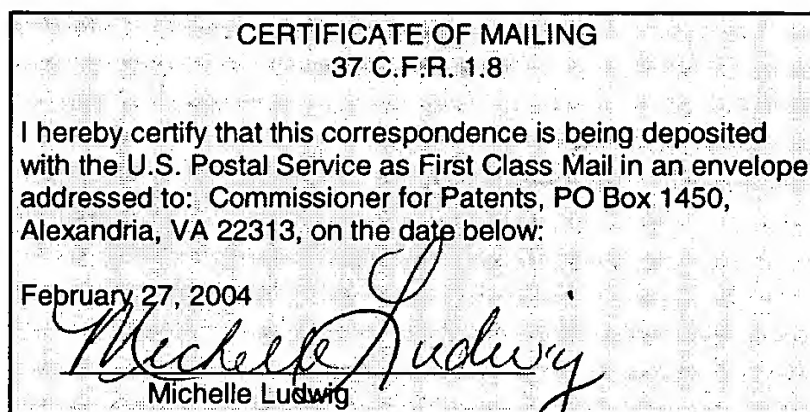 CERTIFICATE OF MAILING
37 C.F.R. 1.8
I hereby certify that this correspondence is being deposited
with the U.S. Postal Service as First Class Mail in an envelope
addressed to: Commissioner for Patents, PO Box 1450,
Alexandria, VA 22313, on the date below:
February 27, 2004
Michelle Ludwig
Michelle Ludwig